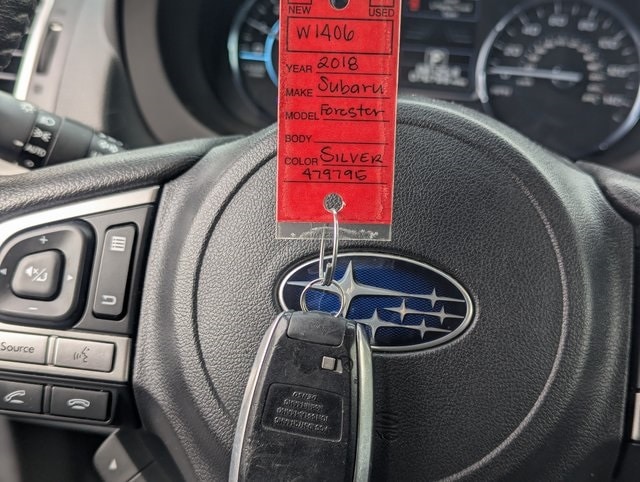 NEW USED
W1406
YEAR 2018
MAKE Subaru
MODEL Forester
BODY
COLOR SILVER
479795
Source